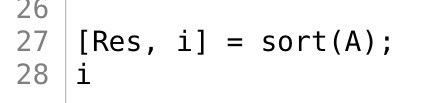 26
27 [Res, i] = sort(A);
28 i